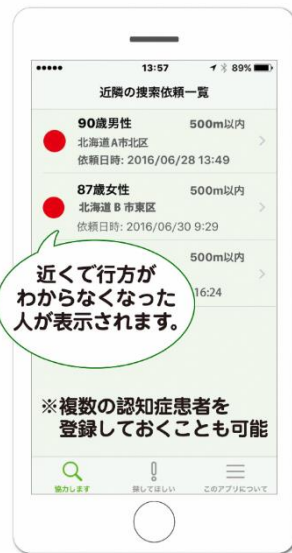 13:57
89%
近隣の捜索依頼一覧
90歳男性 500m以内
北海道A市北区
依頼日時: 2016/06/28 13:49
87歳女性 500m以内
北海道 B 市東区
依頼日時: 2016/06/30 9:29
500m以内
16:24
近くで行方が
わからなくなった
人が表示されます。
※複数の認知症患者を
登録しておくことも可能
協力します 探してほしい このアプリについて